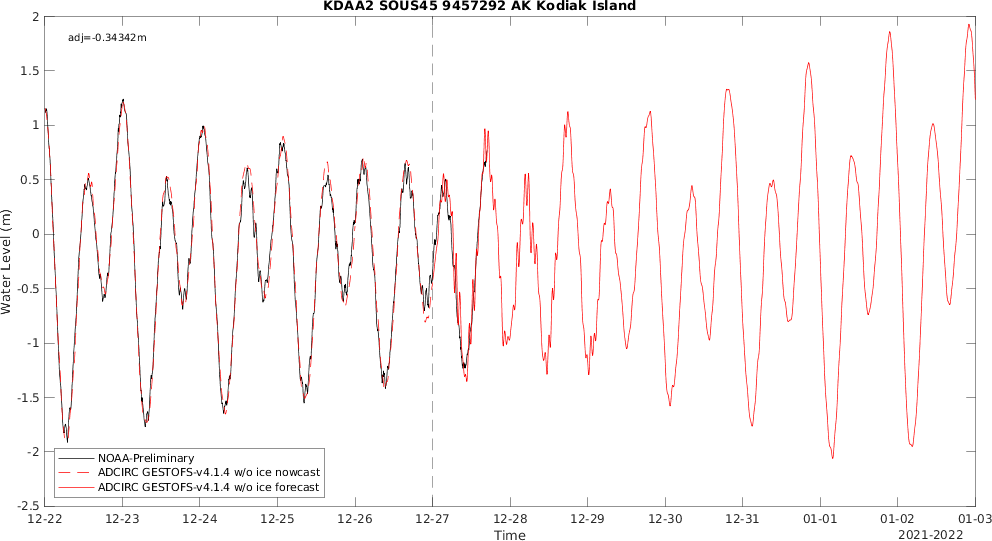 KDAA2 SOUS45 9457292 AK Kodiak Island
adj=-0.34342m
Water Level (m)
2
1.5
1
0.5
0
-0.5
-1
-1.5
-2
-2.5
NOAA-Preliminary
ADCIRC GESTOFS-v4.1.4 w/o ice nowcast
ADCIRC GESTOFS-v4.1.4 w/o ice forecast
12-22 12-23 12-24 12-25 12-26 12-27 12-28 12-29 12-30 12-31 01-01 01-02 01-03
Time
2021-2022